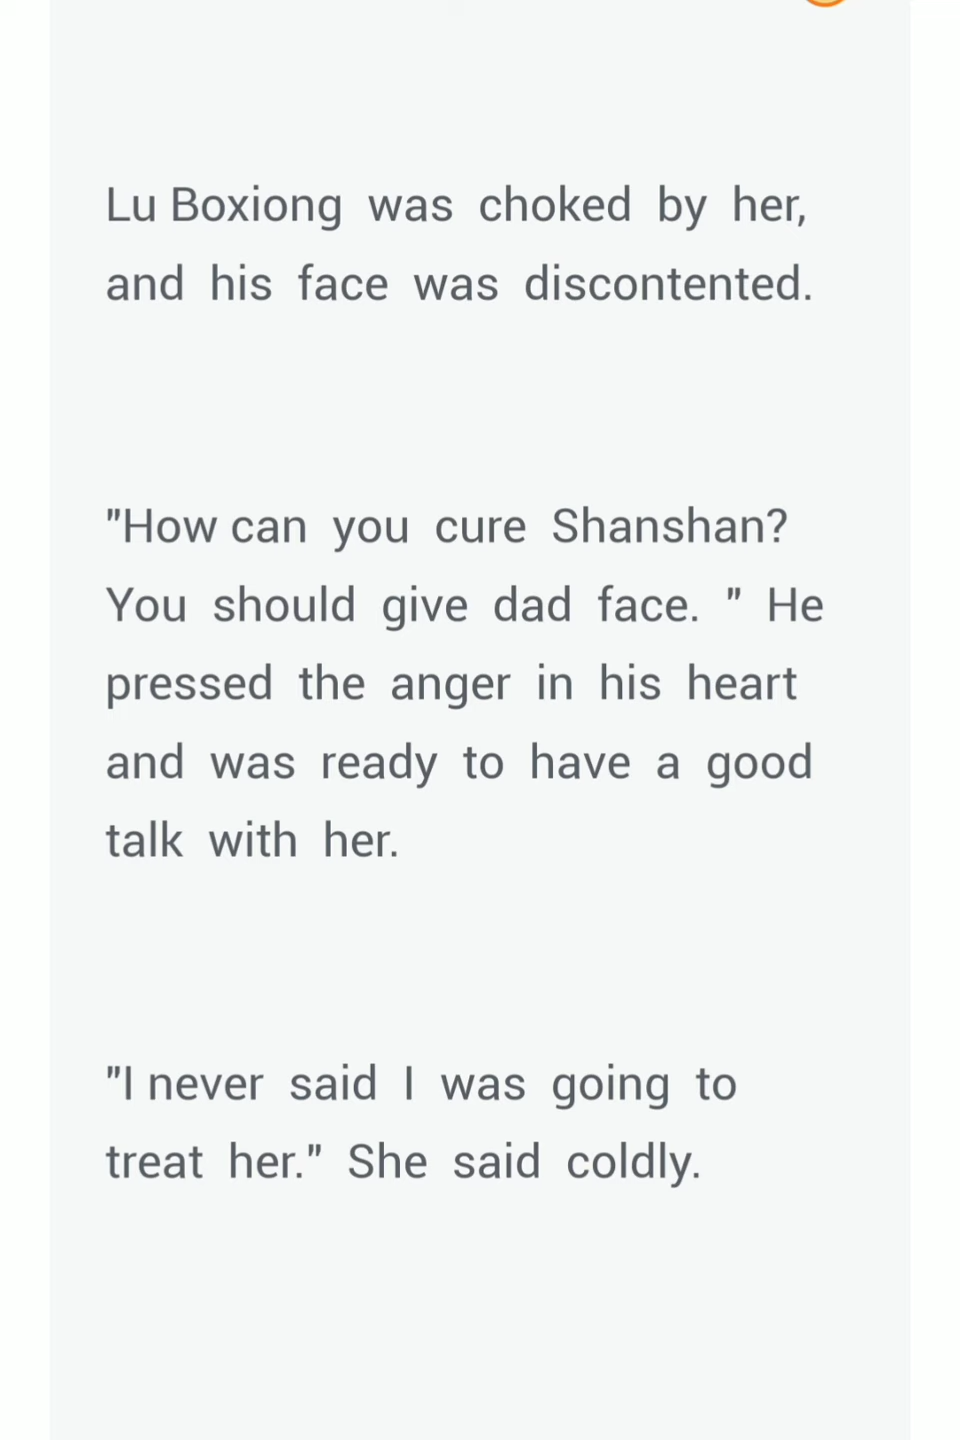 Lu Boxiong was choked by her,
and his face was discontented.
"How can you cure Shanshan?
You should give dad face. " He
pressed the anger in his heart
and was ready to have a good
talk with her.
"I never said I was going to
treat her." She said coldly.